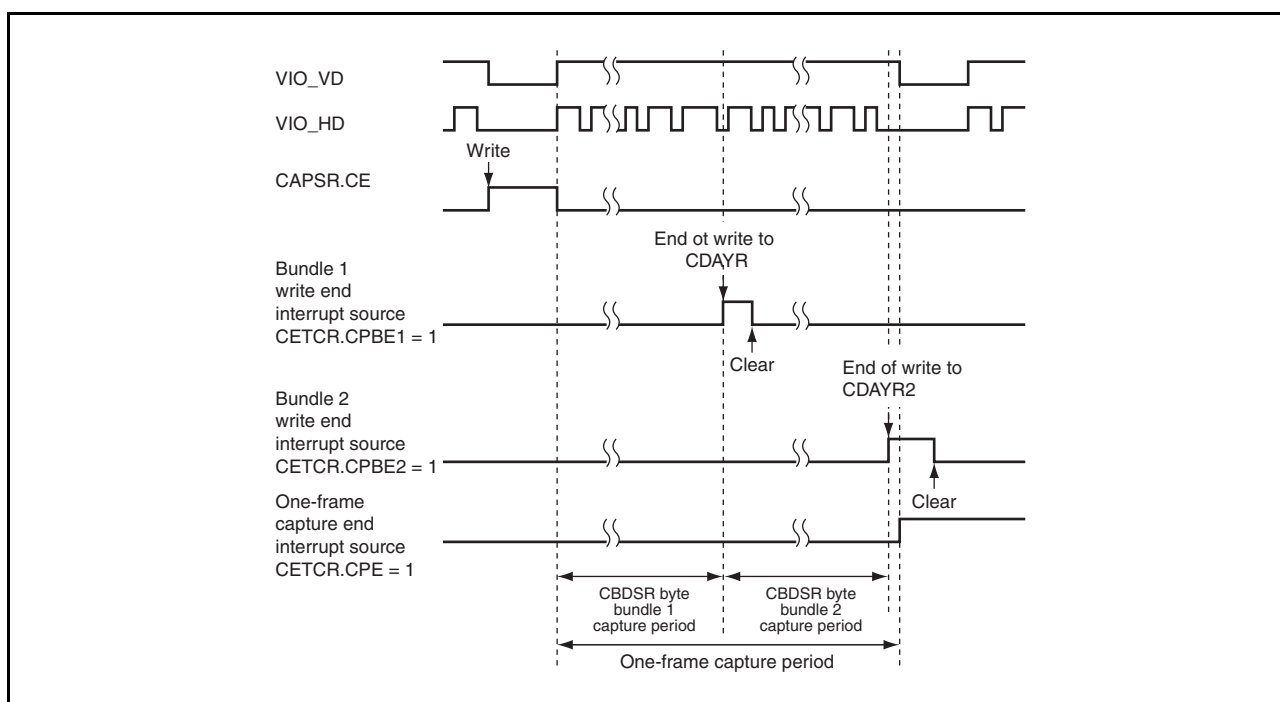 VIO_VD
VIO_HD
Write
CAPSR.CE
End ot write to
CDAYR
Bundle 1
write end
interrupt source
CETCR.CPBE1 = 1
Clear
End of write to
CDAYR2
Bundle 2
write end
interrupt source
CETCR.CPBE2 = 1
Clear
One-frame
capture end
interrupt source
CETCR.CPE = 1
CBDSR byte
bundle 1
capture period
CBDSR byte
bundle 2
capture period
One-frame capture period